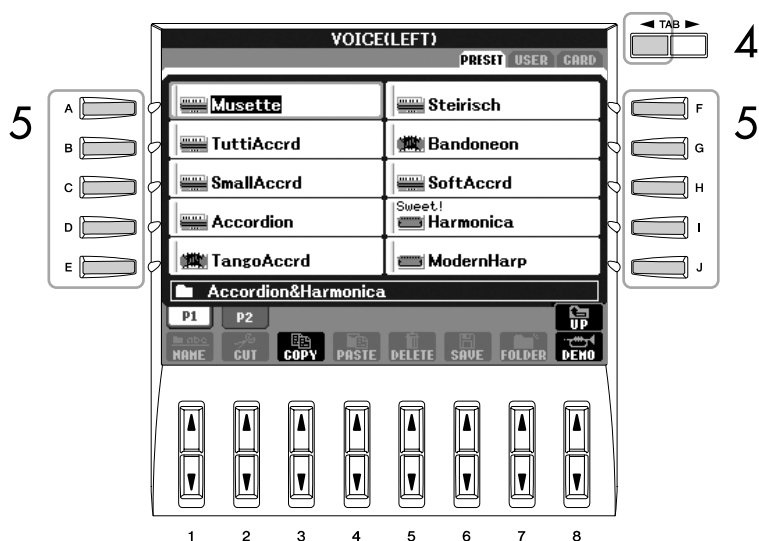 VOICE(LEFT)
◄ TAB ►
4
PRESET USER CARD
5
5
A
Musette
Steirisch
F
B
TuttiAccrd
Bandoneon
G
C
SmallAccrd
SoftAccrd
H
D
Accordion
Sweet!
Harmonica
I
E
TangoAccrd
ModernHarp
J
Accordion&Harmonica
P1 P2 UP
abc
NAME CUT COPY PASTE DELETE SAVE FOLDER DEMO
1 2 3 4 5 6 7 8